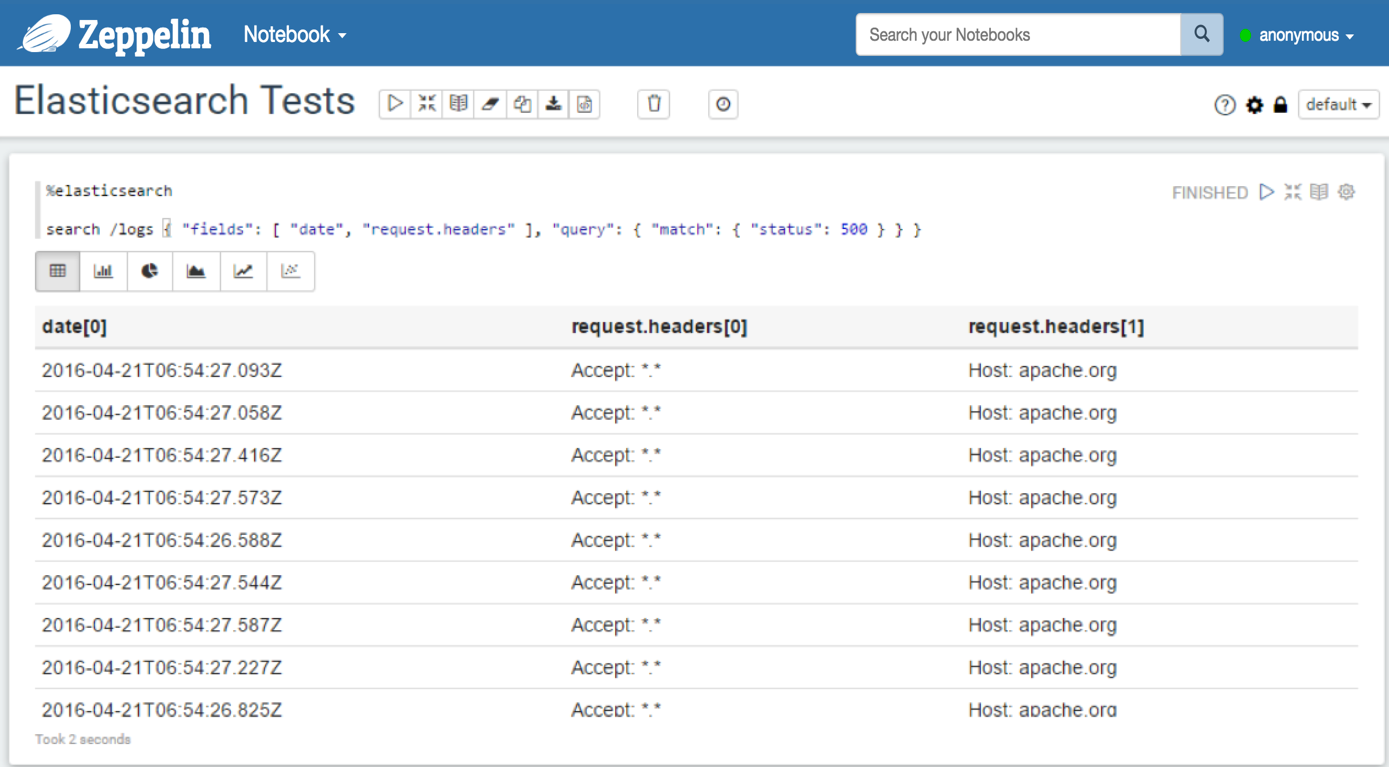 Zeppelin Notebook Search your Notebooks anonymous
Elasticsearch Tests default
%elasticsearch FINISHED
search /logs { "fields": [ "date", "request.headers" ], "query": { "match": { "status": 500 } } }
date[0] request.headers[0] request.headers[1]
2016-04-21T06:54:27.093Z Accept: *.* Host: apache.org
2016-04-21T06:54:27.058Z Accept: *.* Host: apache.org
2016-04-21T06:54:27.416Z Accept: *.* Host: apache.org
2016-04-21T06:54:27.573Z Accept: *.* Host: apache.org
2016-04-21T06:54:26.588Z Accept: *.* Host: apache.org
2016-04-21T06:54:27.544Z Accept: *.* Host: apache.org
2016-04-21T06:54:27.587Z Accept: *.* Host: apache.org
2016-04-21T06:54:27.227Z Accept: *.* Host: apache.org
2016-04-21T06:54:26.825Z Accept: *.* Host: apache.org
Took 2 seconds